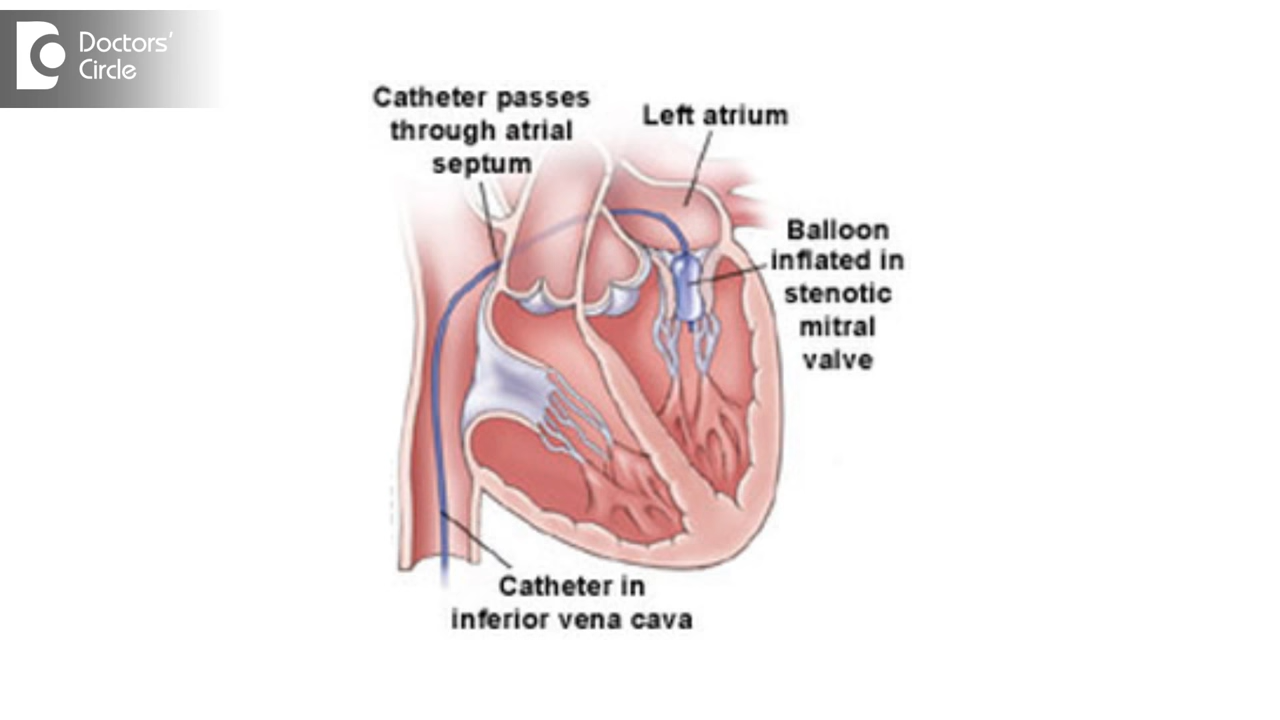 Doctors'
Circle
Catheter passes
through atrial
septum
Left atrium
Balloon
inflated in
stenotic
mitral
valve
Catheter in
inferior vena cava